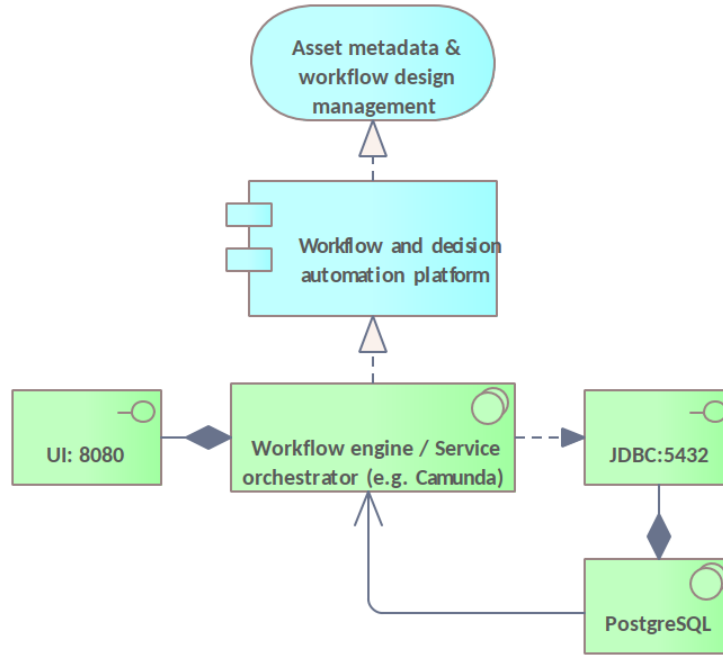 Asset metadata &
workflow design
management
Workflow and decision
automation platform
UI: 8080
Workflow engine / Service
orchestrator (e.g. Camunda)
JDBC:5432
PostgreSQL